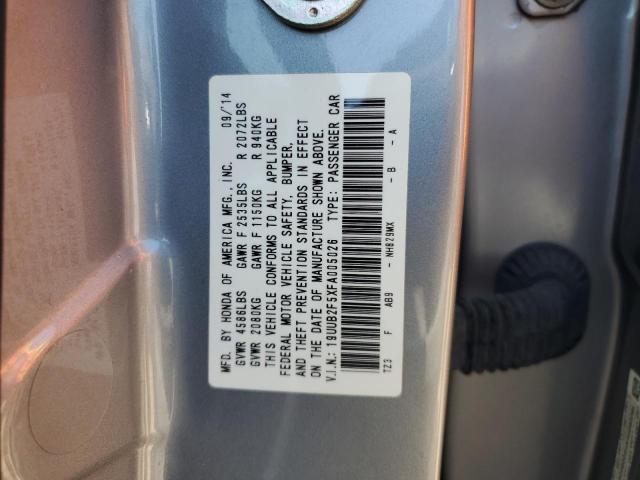 MFD. BY HONDA OF AMERICA MFG., INC. 09/14
GVWR 4586LBS GAWR F 2535LBS R 2072LBS
GVWR 2080KG GAWR F 1150KG R 940KG
THIS VEHICLE CONFORMS TO ALL APPLICABLE
FEDERAL MOTOR VEHICLE SAFETY, BUMPER,
AND THEFT PREVENTION STANDARDS IN EFFECT
ON THE DATE OF MANUFACTURE SHOWN ABOVE.
V.I.N.: 19UUB2F5XFA005026 TYPE: PASSENGER CAR
TZ3 F AB9 - NH829MX - B - A